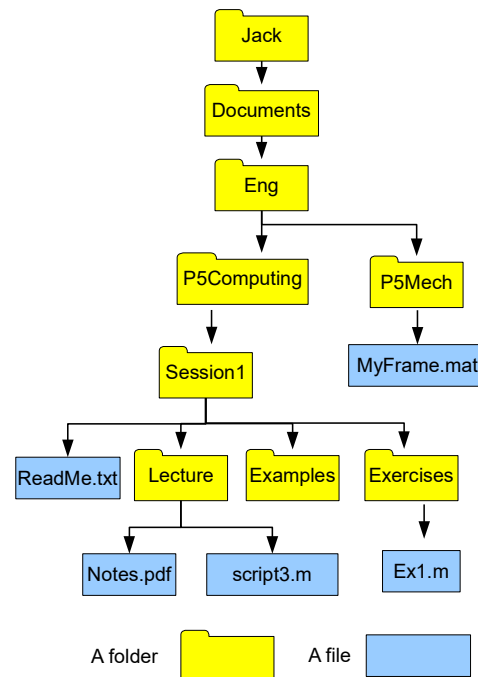 Jack
Documents
Eng
P5Computing
P5Mech
Session1
MyFrame.mat
ReadMe.txt
Lecture
Examples
Exercises
Notes.pdf
script3.m
Ex1.m
A folder
A file